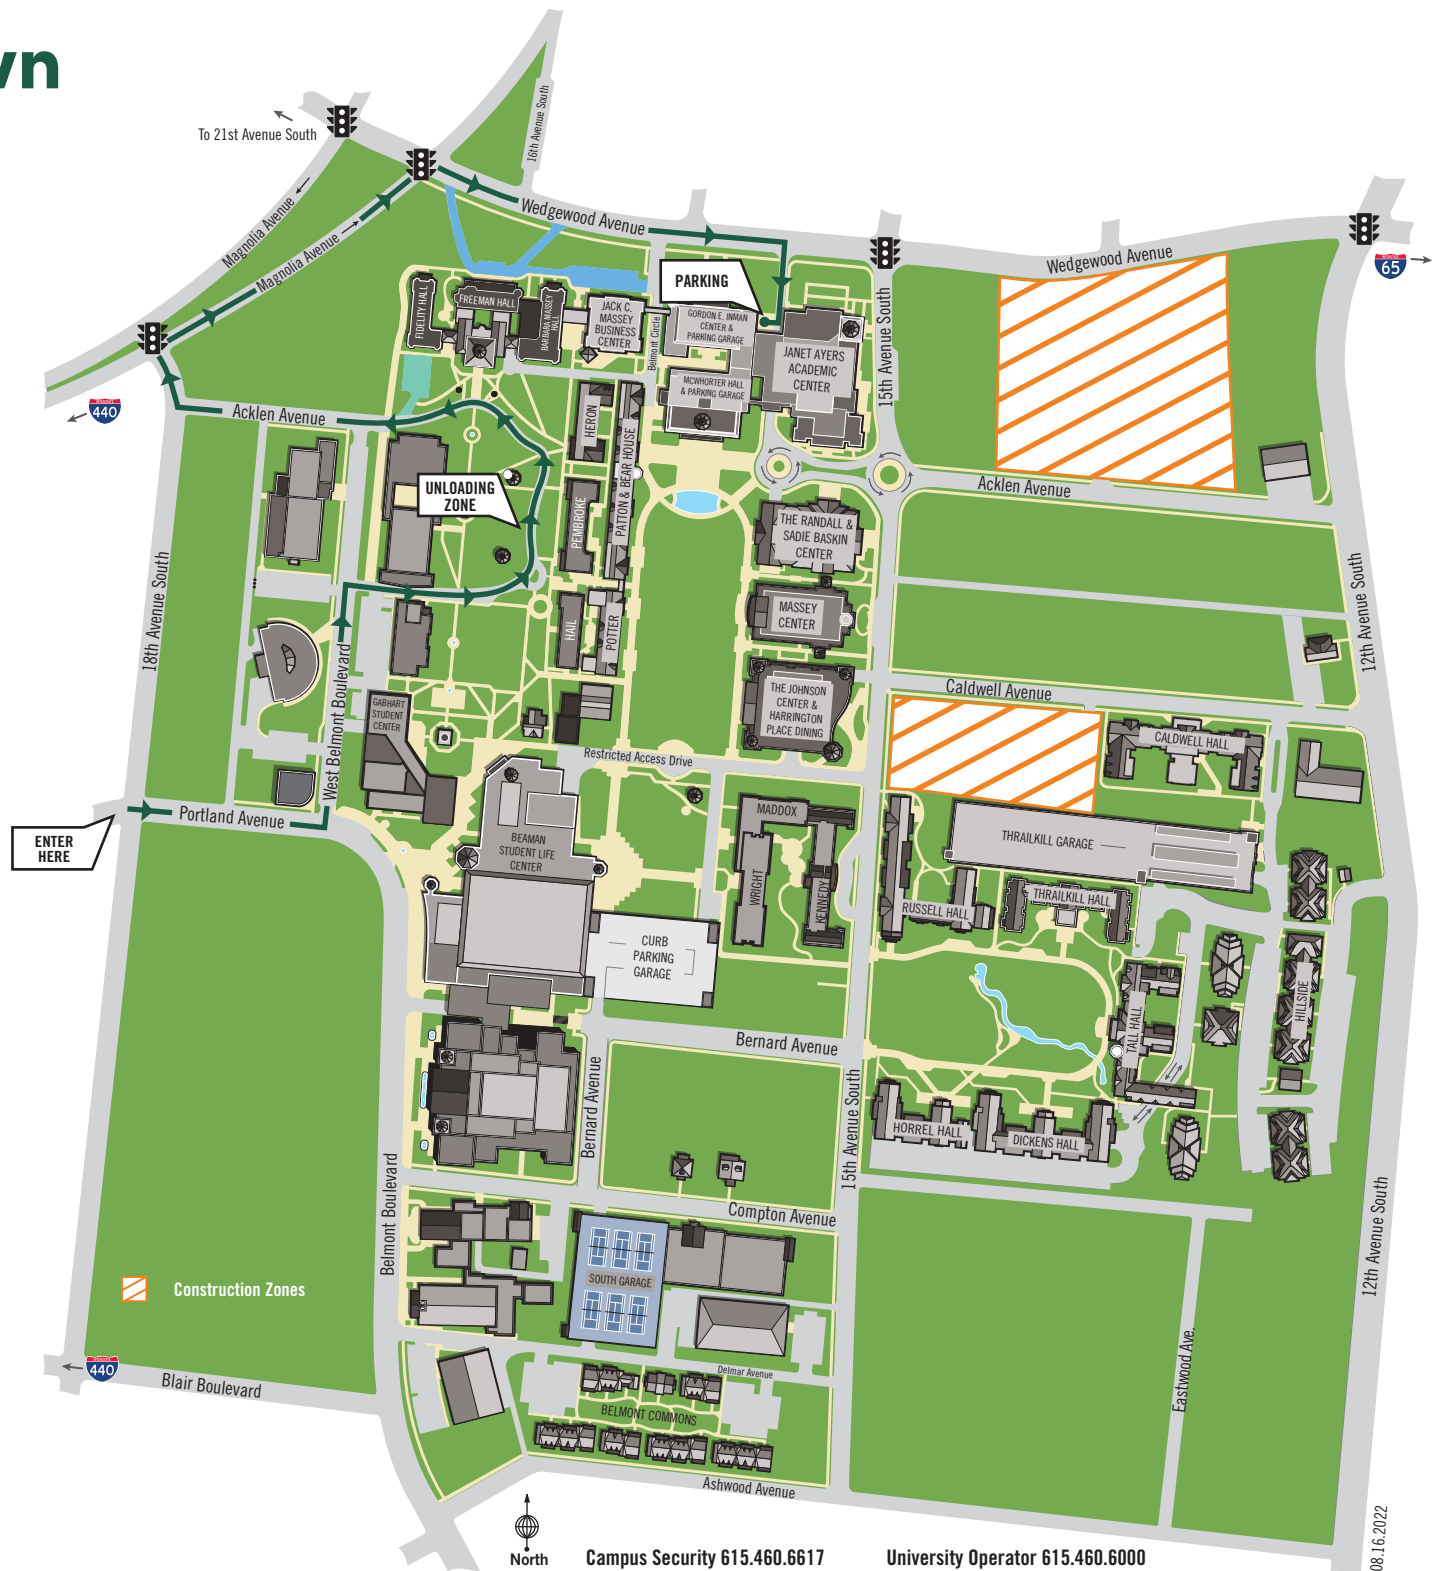 wn
To 21st Avenue South
16th Avenue South
Magnolia Avenue
Magnolia Avenue
Wedgewood Avenue
Wedgewood Avenue
65
PARKING
FIDELITY HALL
FREEMAN HALL
BARBARA MASSEY
HALL
JACK C.
MASSEY
BUSINESS
CENTER
Belmont Circle
GORDON E. INMAN
CENTER &
PARKING GARAGE
JANET AYERS
ACADEMIC
CENTER
MCWHORTER HALL
& PARKING GARAGE
15th Avenue South
440
Acklen Avenue
HERON
PATTON & BEAR HOUSE
UNLOADING
ZONE
PEMBROKE
Acklen Avenue
THE RANDALL &
SADIE BASKIN
CENTER
18th Avenue South
12th Avenue South
MASSEY
CENTER
HAIL
POTTER
West Belmont Boulevard
GABHART
STUDENT
CENTER
THE JOHNSON
CENTER &
HARRINGTON
PLACE DINING
Caldwell Avenue
CALDWELL HALL
Restricted Access Drive
Portland Avenue
ENTER
HERE
BEAMAN
STUDENT LIFE
CENTER
MADDOX
WRIGHT
KENNEDY
THRAILKILL GARAGE
RUSSELL HALL
THRAILKILL HALL
CURB
PARKING
GARAGE
HILLSIDE
TALL HALL
Bernard Avenue
Bernard Avenue
15th Avenue South
HORREL HALL
DICKENS HALL
Belmont Boulevard
Compton Avenue
12th Avenue South
SOUTH GARAGE
Construction Zones
Eastwood Ave.
440
Blair Boulevard
Delmar Avenue
BELMONT COMMONS
Ashwood Avenue
North
Campus Security 615.460.6617
University Operator 615.460.6000
08.16.2022